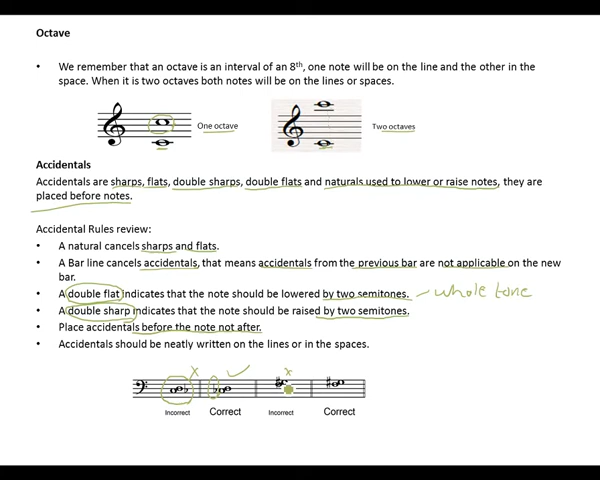 Octave
• We remember that an octave is an interval of an 8th, one note will be on the line and the other in the
space. When it is two octaves both notes will be on the lines or spaces.
One octave
Two octaves
Accidentals
Accidentals are sharps, flats, double sharps, double flats and naturals used to lower or raise notes, they are
placed before notes.
Accidental Rules review:
• A natural cancels sharps and flats.
• A Bar line cancels accidentals, that means accidentals from the previous bar are not applicable on the new
bar.
• A double flat indicates that the note should be lowered by two semitones. – whole tone
• A double sharp indicates that the note should be raised by two semitones.
• Place accidentals before the note not after.
• Accidentals should be neatly written on the lines or in the spaces.
Incorrect Correct Incorrect Correct